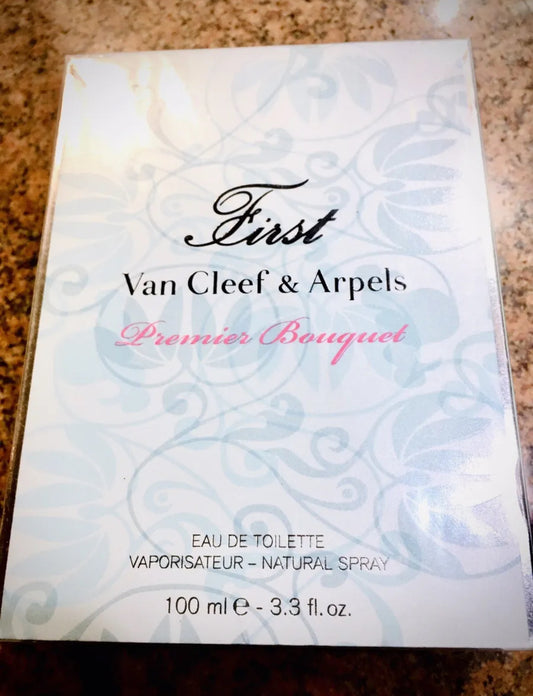 First
Van Cleef & Arpels
Premier Bouquet
EAU DE TOILETTE
VAPORISATEUR – NATURAL SPRAY
100 ml ℮ - 3.3 fl. oz.